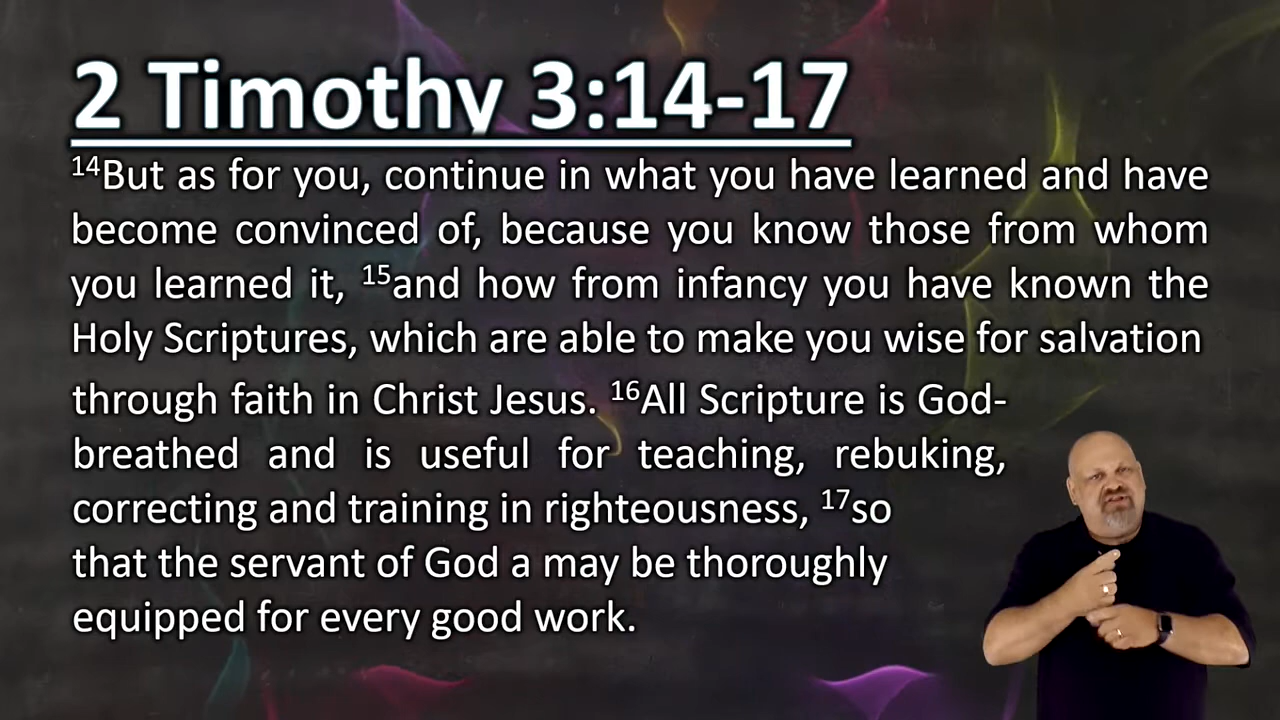 2 Timothy 3:14-17
14But as for you, continue in what you have learned and have
become convinced of, because you know those from whom
you learned it, 15and how from infancy you have known the
Holy Scriptures, which are able to make you wise for salvation
through faith in Christ Jesus. 16All Scripture is God-
breathed and is useful for teaching, rebuking,
correcting and training in righteousness, 17so
that the servant of God a may be thoroughly
equipped for every good work.